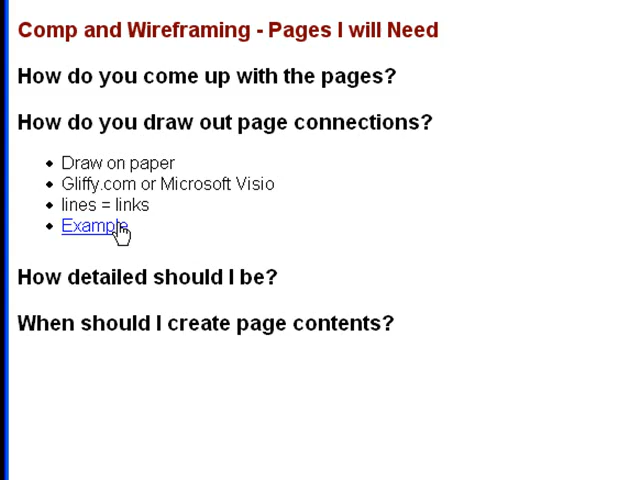 Comp and Wireframing - Pages I will Need
How do you come up with the pages?
How do you draw out page connections?
Draw on paper
Gliffy.com or Microsoft Visio
lines = links
Example
How detailed should I be?
When should I create page contents?